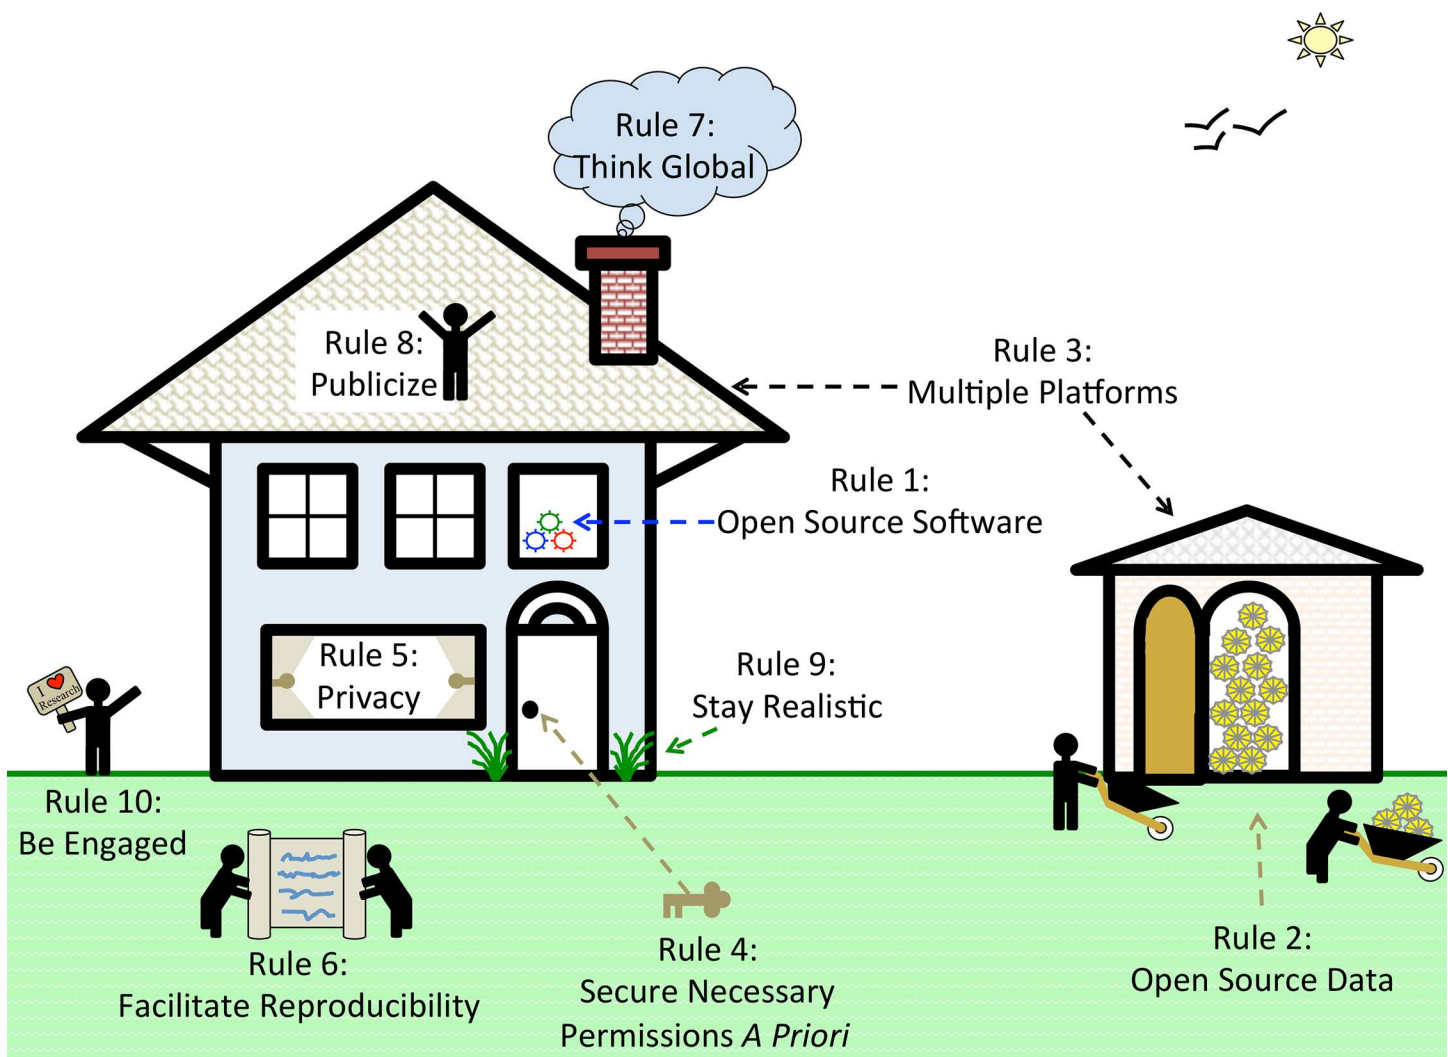 Rule 7:
Think Global
Rule 8:
Publicize
Rule 3:
Multiple Platforms
Rule 1:
Open Source Software
Rule 5:
Privacy
Rule 9:
Stay Realistic
I
Research
Rule 10:
Be Engaged
Rule 6:
Facilitate Reproducibility
Rule 4:
Secure Necessary
Permissions A Priori
Rule 2:
Open Source Data